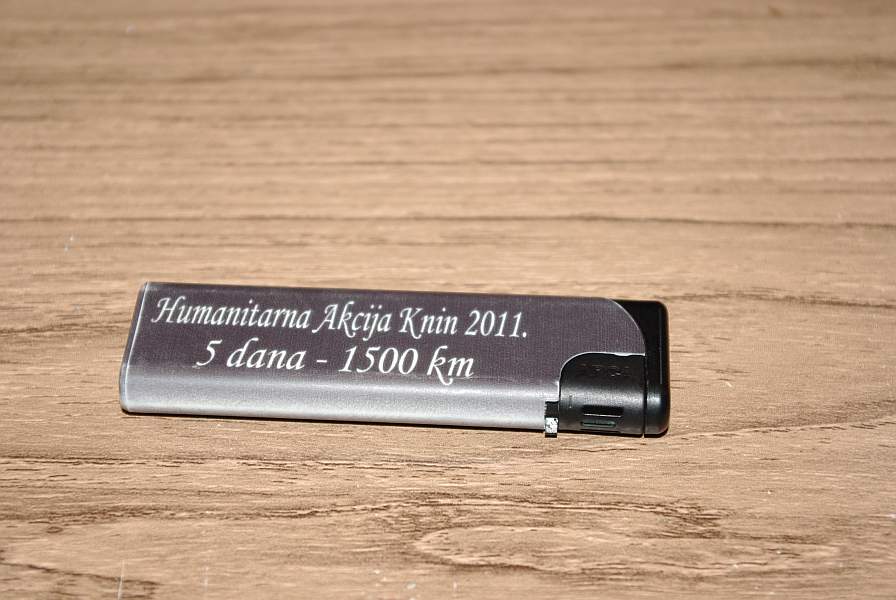 Humanitarna Akcija Knin 2011.
5 dana - 1500 km